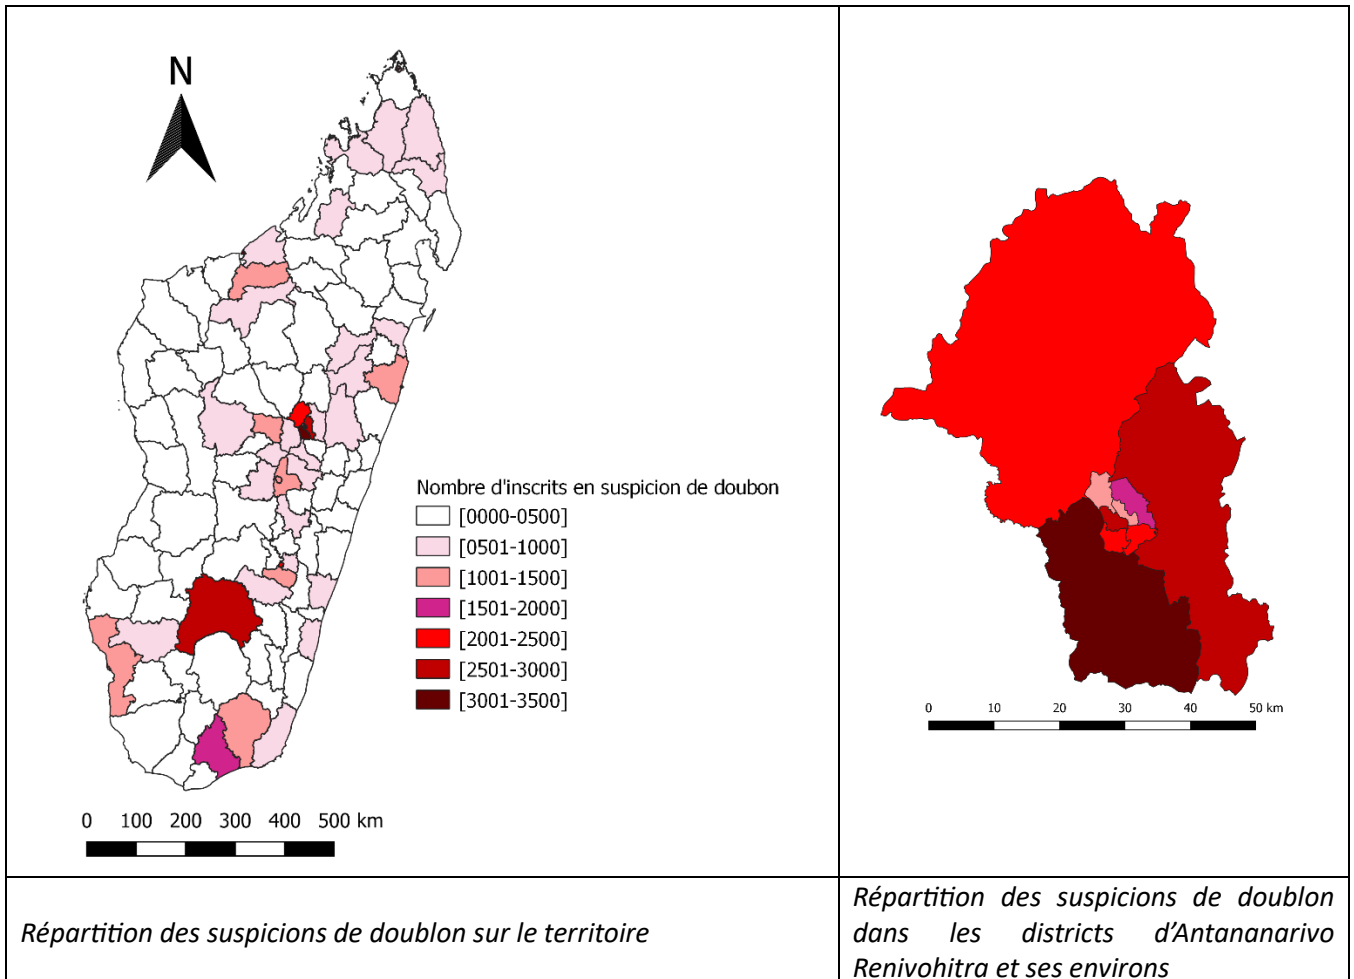 N
Nombre d'inscrits en suspicion de doubon
[0000-0500]
[0501-1000]
[1001-1500]
[1501-2000]
[2001-2500]
[2501-3000]
[3001-3500]
0 100 200 300 400 500 km
0 10 20 30 40 50 km
Répartition des suspicions de doublon sur le territoire
Répartition des suspicions de doublon
dans les districts d'Antananarivo
Renivohitra et ses environs